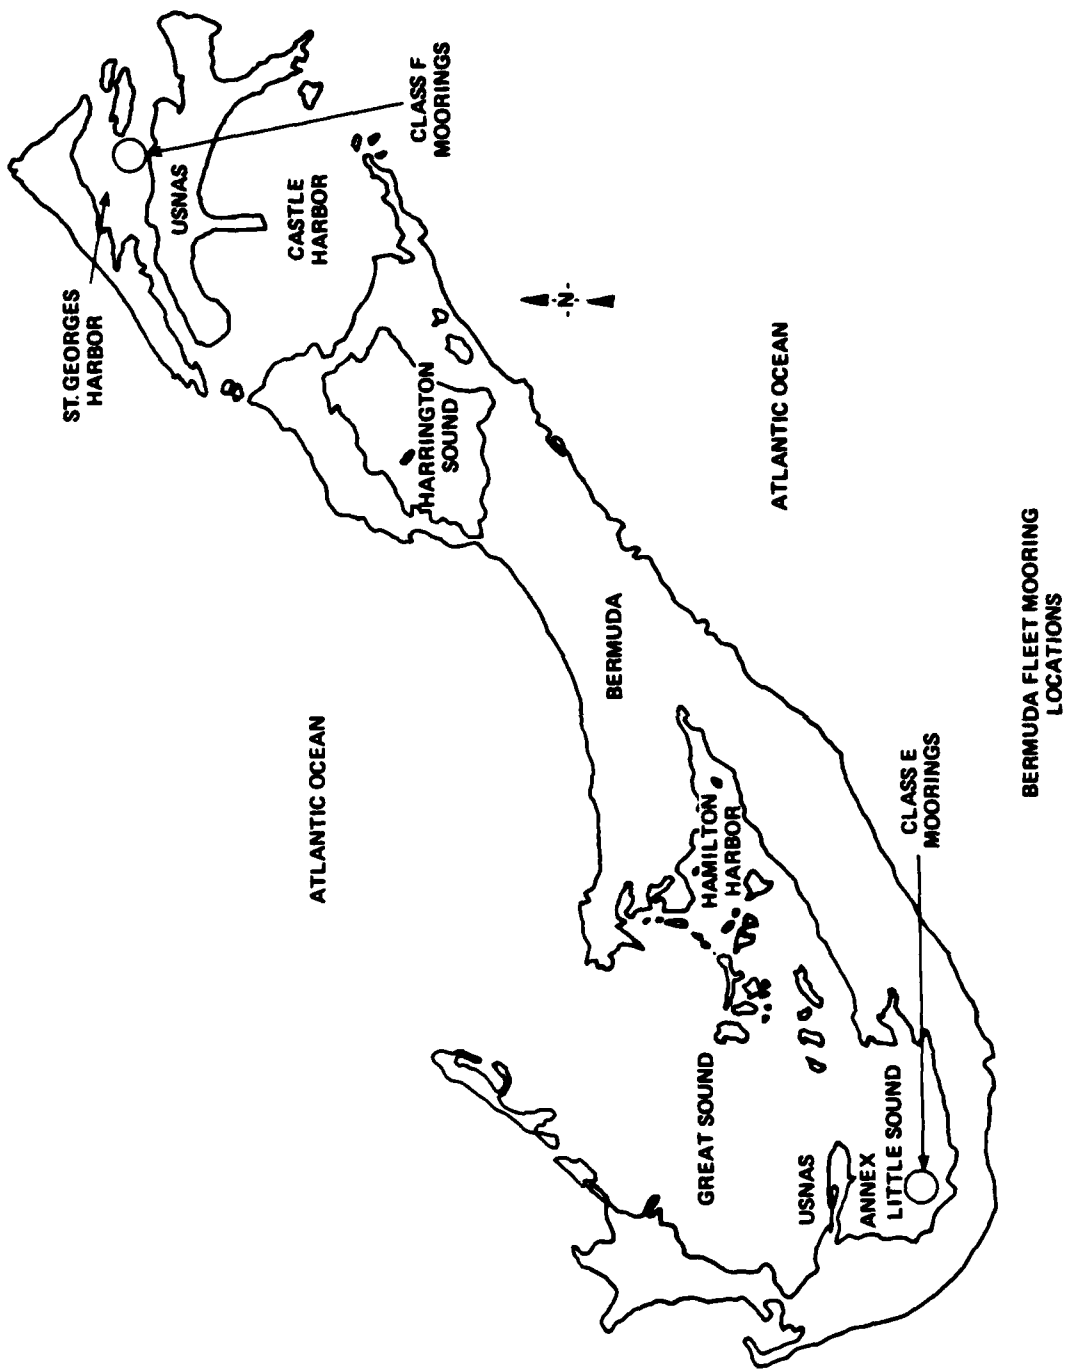 ST. GEORGES
HARBOR
USNAS
CLASS F
MOORINGS
CASTLE
HARBOR
HARRINGTON
SOUND
-N-
ATLANTIC OCEAN
ATLANTIC OCEAN
BERMUDA
HAMILTON
HARBOR
GREAT SOUND
USNAS
ANNEX
LITTLE SOUND
CLASS E
MOORINGS
BERMUDA FLEET MOORING
LOCATIONS